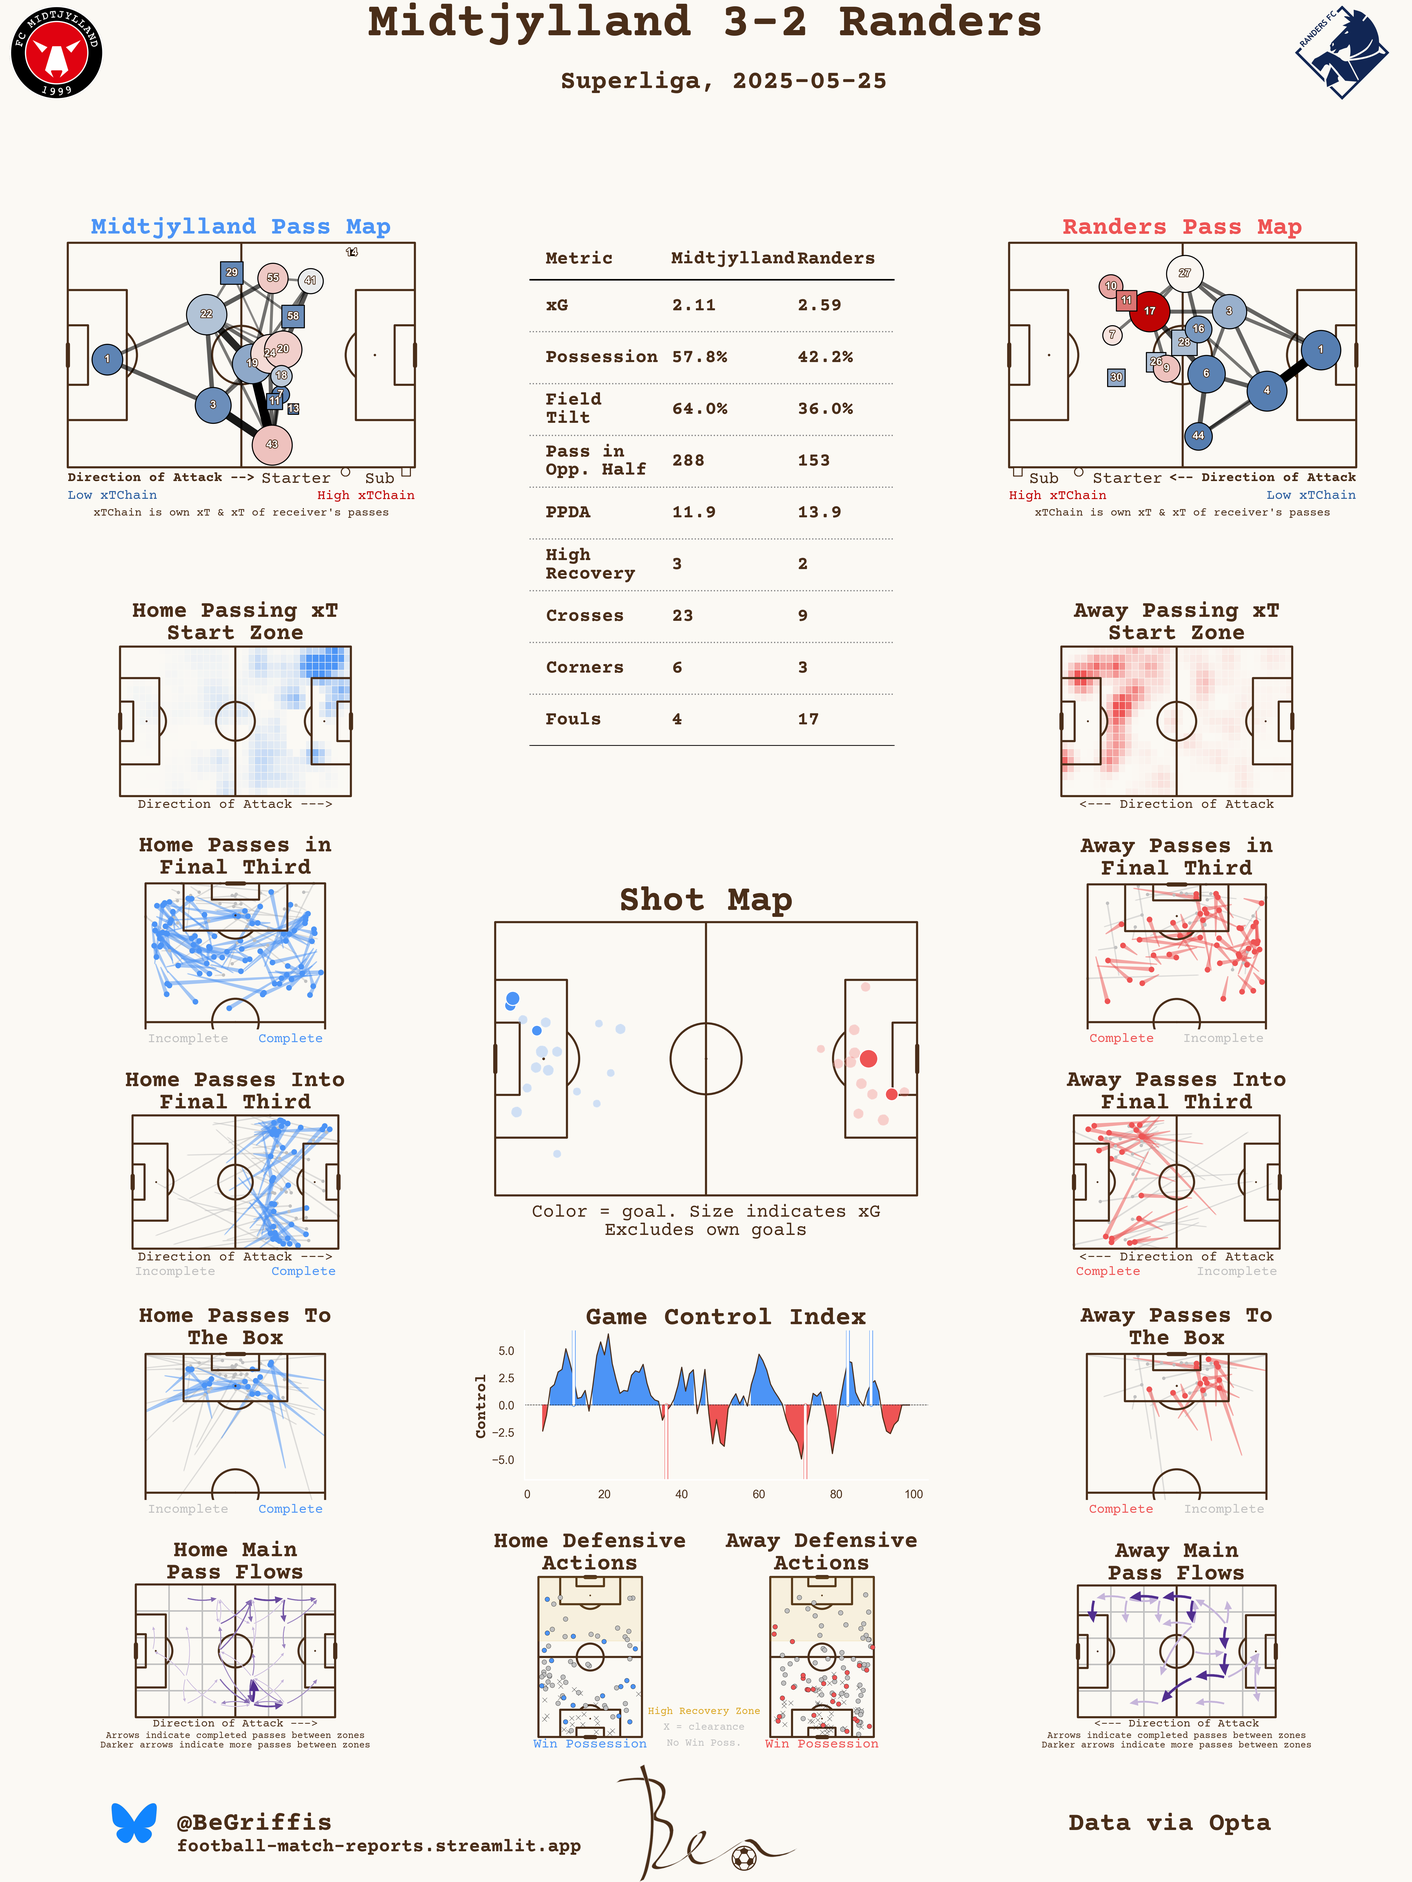 Midtjylland 3-2 Randers
Superliga, 2025-05-25
FC MIDTJYLLAND
1999
RANDERS FC
Midtjylland Pass Map
14
29
55
41
22
58
24
20
19
1
18
7
11
13
3
43
Direction of Attack --> Starter Sub
Low xTChain High xTChain
xTChain is own xT & xT of receiver's passes
Metric Midtjylland Randers
xG 2.11 2.59
Possession 57.8% 42.2%
Field
Tilt 64.0% 36.0%
Pass in
Opp. Half 288 153
PPDA 11.9 13.9
High
Recovery 3 2
Crosses 23 9
Corners 6 3
Fouls 4 17
Randers Pass Map
27
10
11
17
3
16
7
28
1
26
9
30
6
4
44
Sub Starter <-- Direction of Attack
High xTChain Low xTChain
xTChain is own xT & xT of receiver's passes
Home Passing xT
Start Zone
Direction of Attack --->
Away Passing xT
Start Zone
<--- Direction of Attack
Home Passes in
Final Third
Incomplete Complete
Away Passes in
Final Third
Complete Incomplete
Shot Map
Color = goal. Size indicates xG
Excludes own goals
Home Passes Into
Final Third
Direction of Attack --->
Incomplete Complete
Away Passes Into
Final Third
<--- Direction of Attack
Complete Incomplete
Home Passes To
The Box
Incomplete Complete
Game Control Index
Control
5.0
2.5
0.0
−2.5
−5.0
0 20 40 60 80 100
Away Passes To
The Box
Complete Incomplete
Home Main
Pass Flows
Direction of Attack --->
Arrows indicate completed passes between zones
Darker arrows indicate more passes between zones
Home Defensive
Actions
Win Possession
High Recovery Zone
X = clearance
No Win Poss.
Away Defensive
Actions
Win Possession
Away Main
Pass Flows
<--- Direction of Attack
Arrows indicate completed passes between zones
Darker arrows indicate more passes between zones
@BeGriffis
football-match-reports.streamlit.app
Ben
Data via Opta